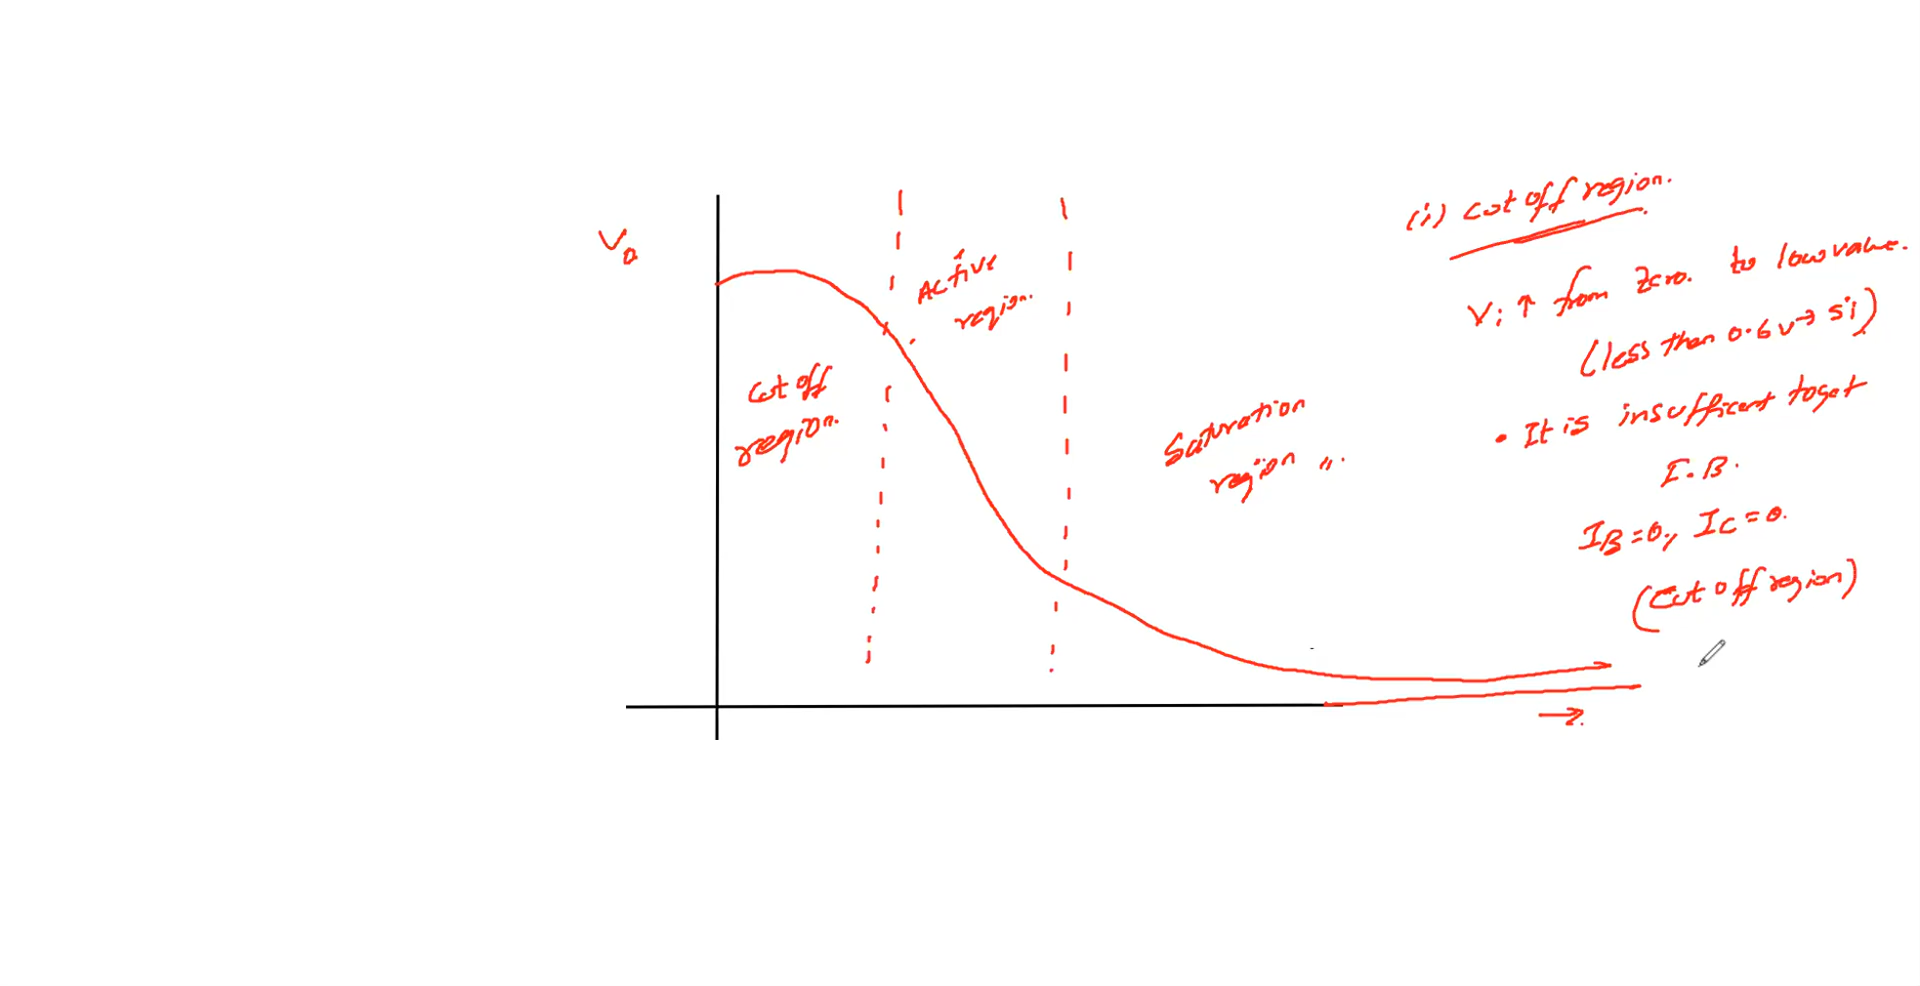 Vo
Active
region.
Cut off
region.
Saturation
region
(i) Cut off region.
Vi ↑ from Zero. to low value.
(less than 0.6v → Si)
• It is insufficient to get
I.B.
IB=0., IC=0.
(Cut off region)